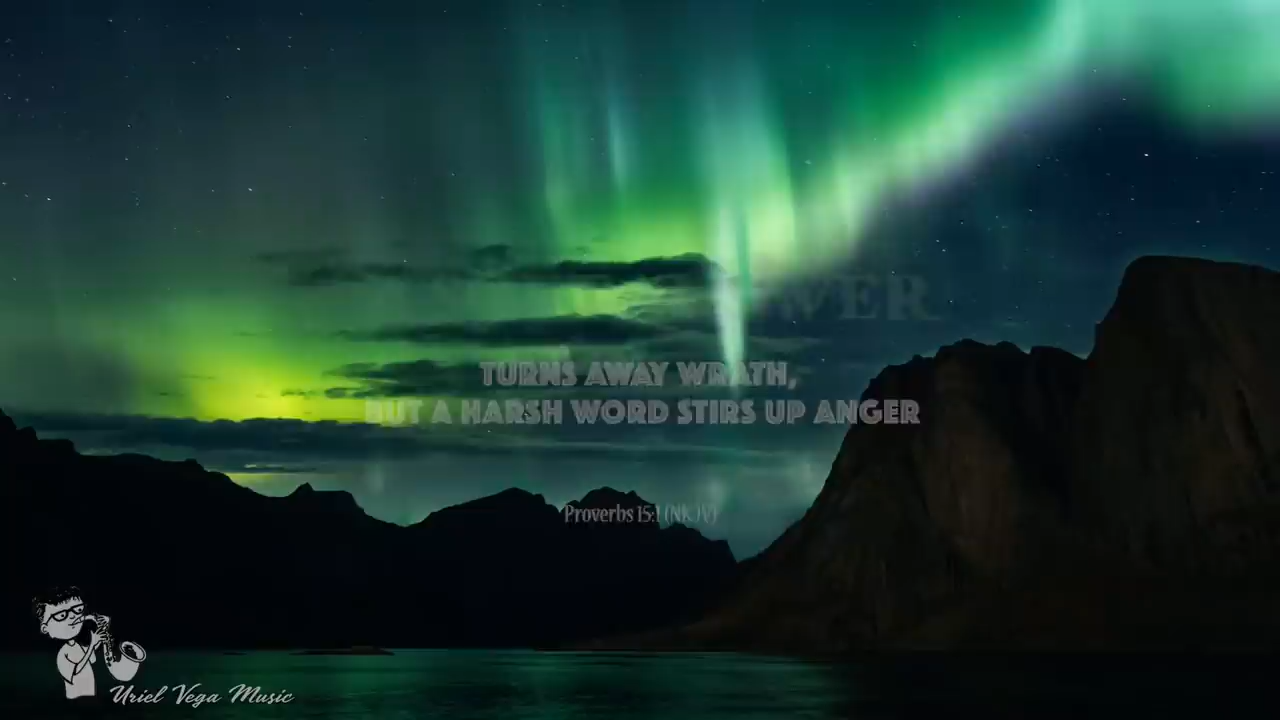 TURNS AWAY WRATH,
BUT A HARSH WORD STIRS UP ANGER
Proverbs 15:1 (NKJV)
Uriel Vega Music